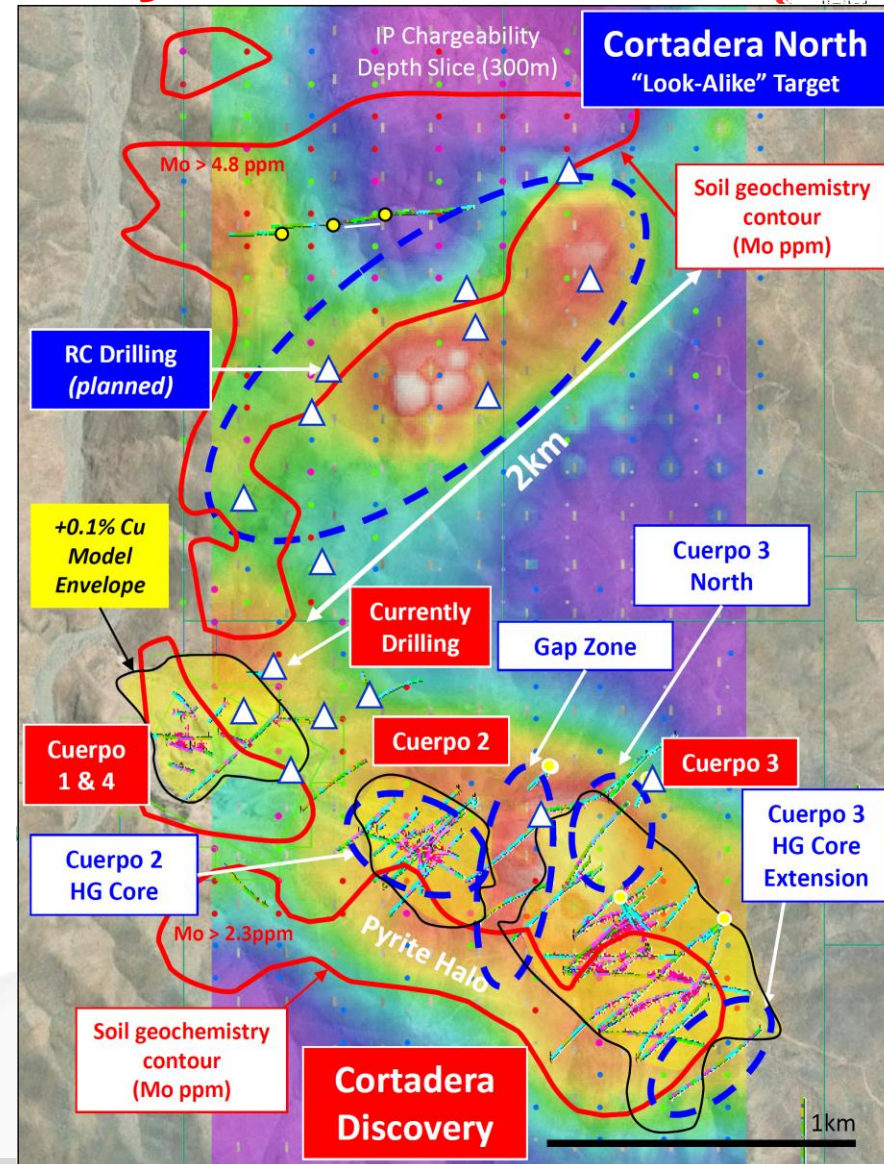 limited
IP Chargeability
Depth Slice (300m)
Cortadera North
“Look-Alike” Target
Mo > 4.8 ppm
Soil geochemistry
contour
(Mo ppm)
RC Drilling
(planned)
2km
+0.1% Cu
Model
Envelope
Cuerpo 3
North
Currently
Drilling
Gap Zone
Cuerpo
1 & 4
Cuerpo 2
Cuerpo 3
Cuerpo 2
HG Core
Cuerpo 3
HG Core
Extension
Mo > 2.3ppm
Pyrite Halo
Soil geochemistry
contour
(Mo ppm)
Cortadera
Discovery
1km